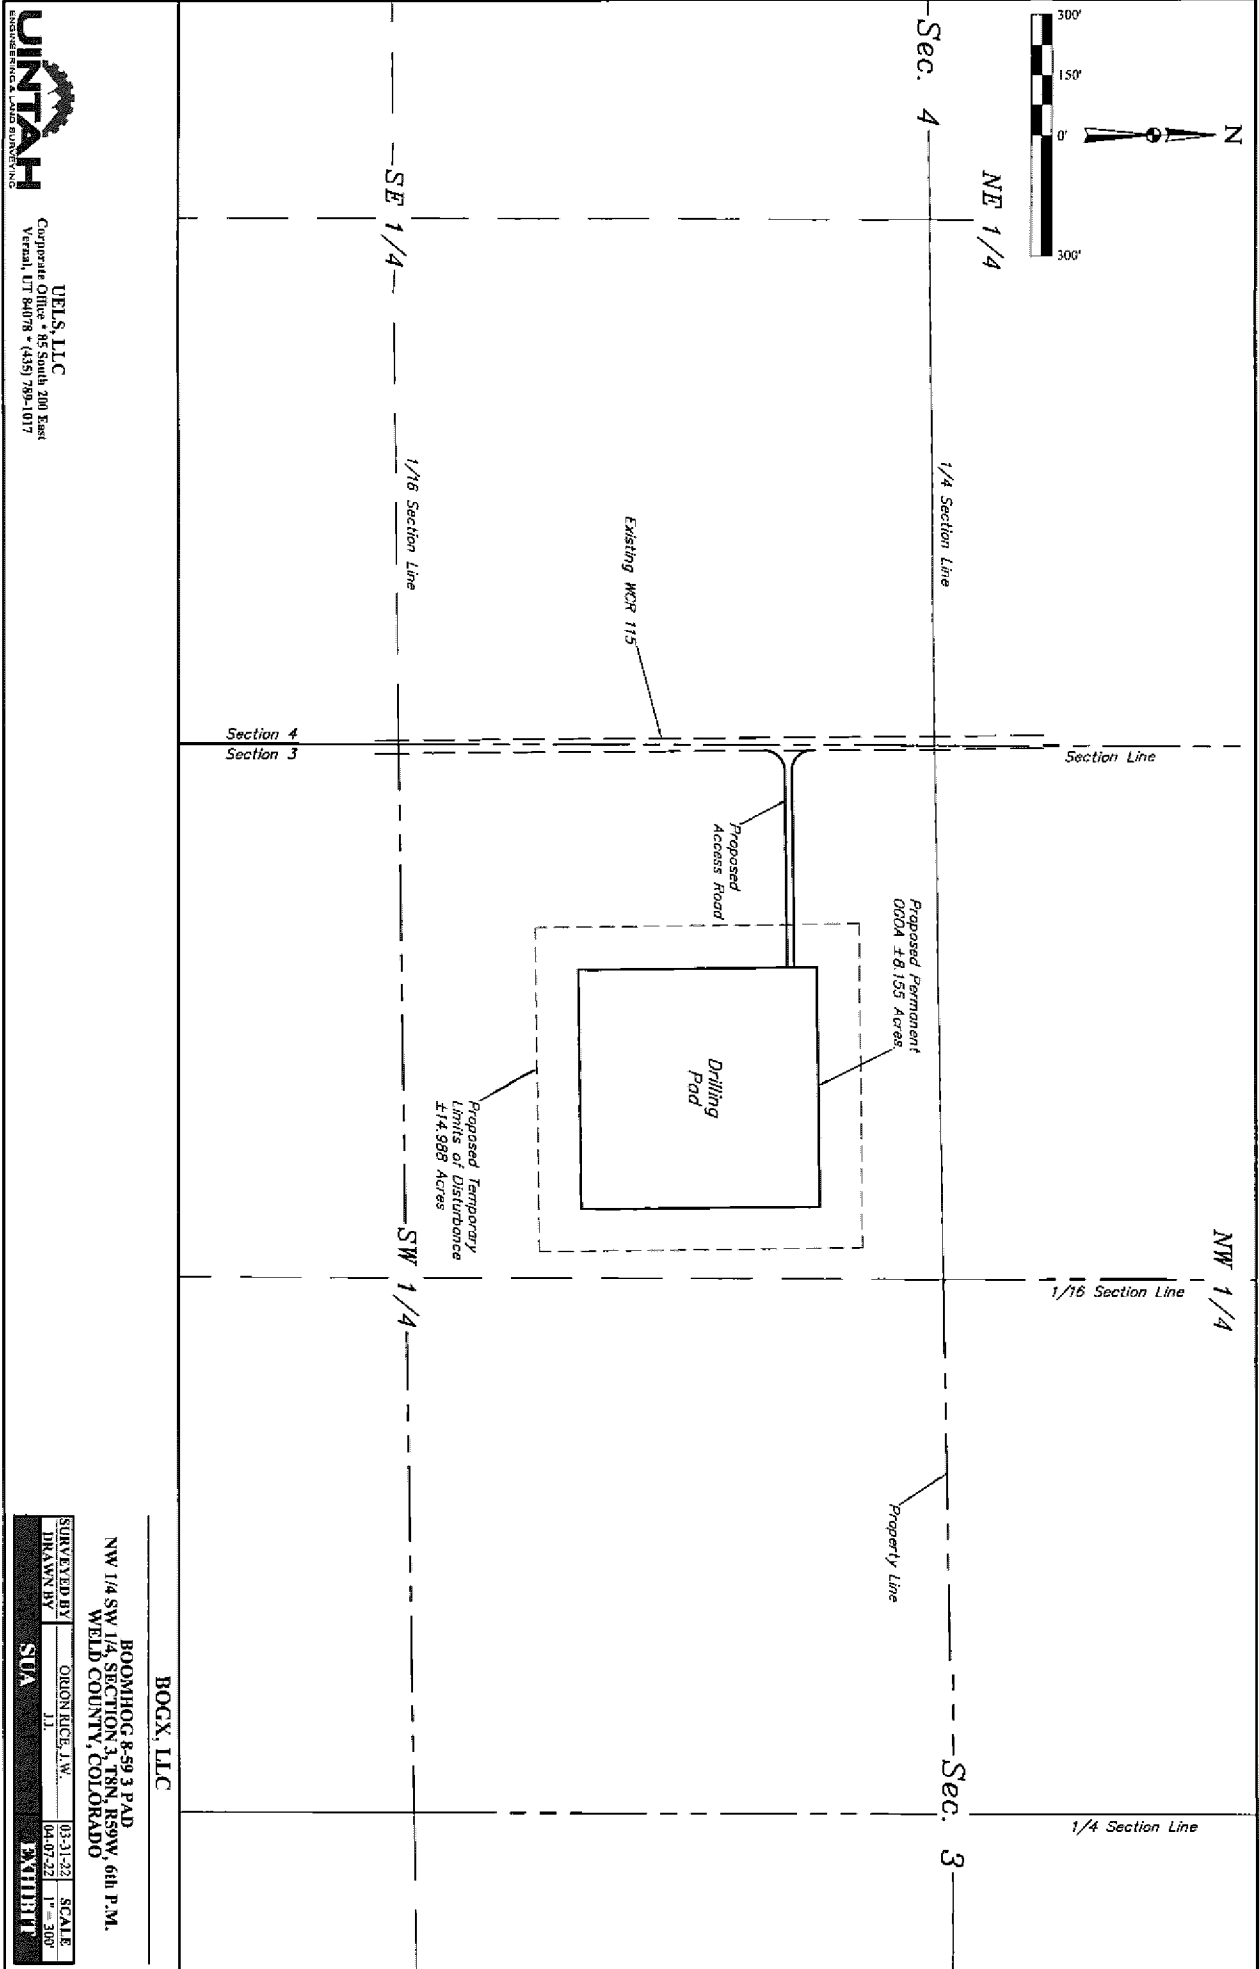 N
300'
150'
0'
300'
Sec. 4
NE 1/4
NW 1/4
1/4 Section Line
Section Line
1/16 Section Line
1/4 Section Line
Proposed Permanent
OGOA ±8.155 Acres
Property Line
Sec. 3
Existing WCR 115
Proposed
Access Road
Drilling
Pad
Proposed Temporary
Limits of Disturbance
±14.988 Acres
SE 1/4
1/16 Section Line
SW 1/4
Section 4
Section 3
UINTAH
ENGINEERING & LAND SURVEYING
UELS, LLC
Corporate Office * 85 South 200 East
Vernal, UT 84078 * (435) 789-1017
BOGX, LLC
BOOMHOG 8-59 3 PAD
NW 1/4 SW 1/4, SECTION 3, T8N, R59W, 6th P.M.
WELD COUNTY, COLORADO
SURVEYED BY ORION RICE, J.W. 03-31-22 SCALE
DRAWN BY 04-07-22 1" = 300'
SUA EXHIBIT